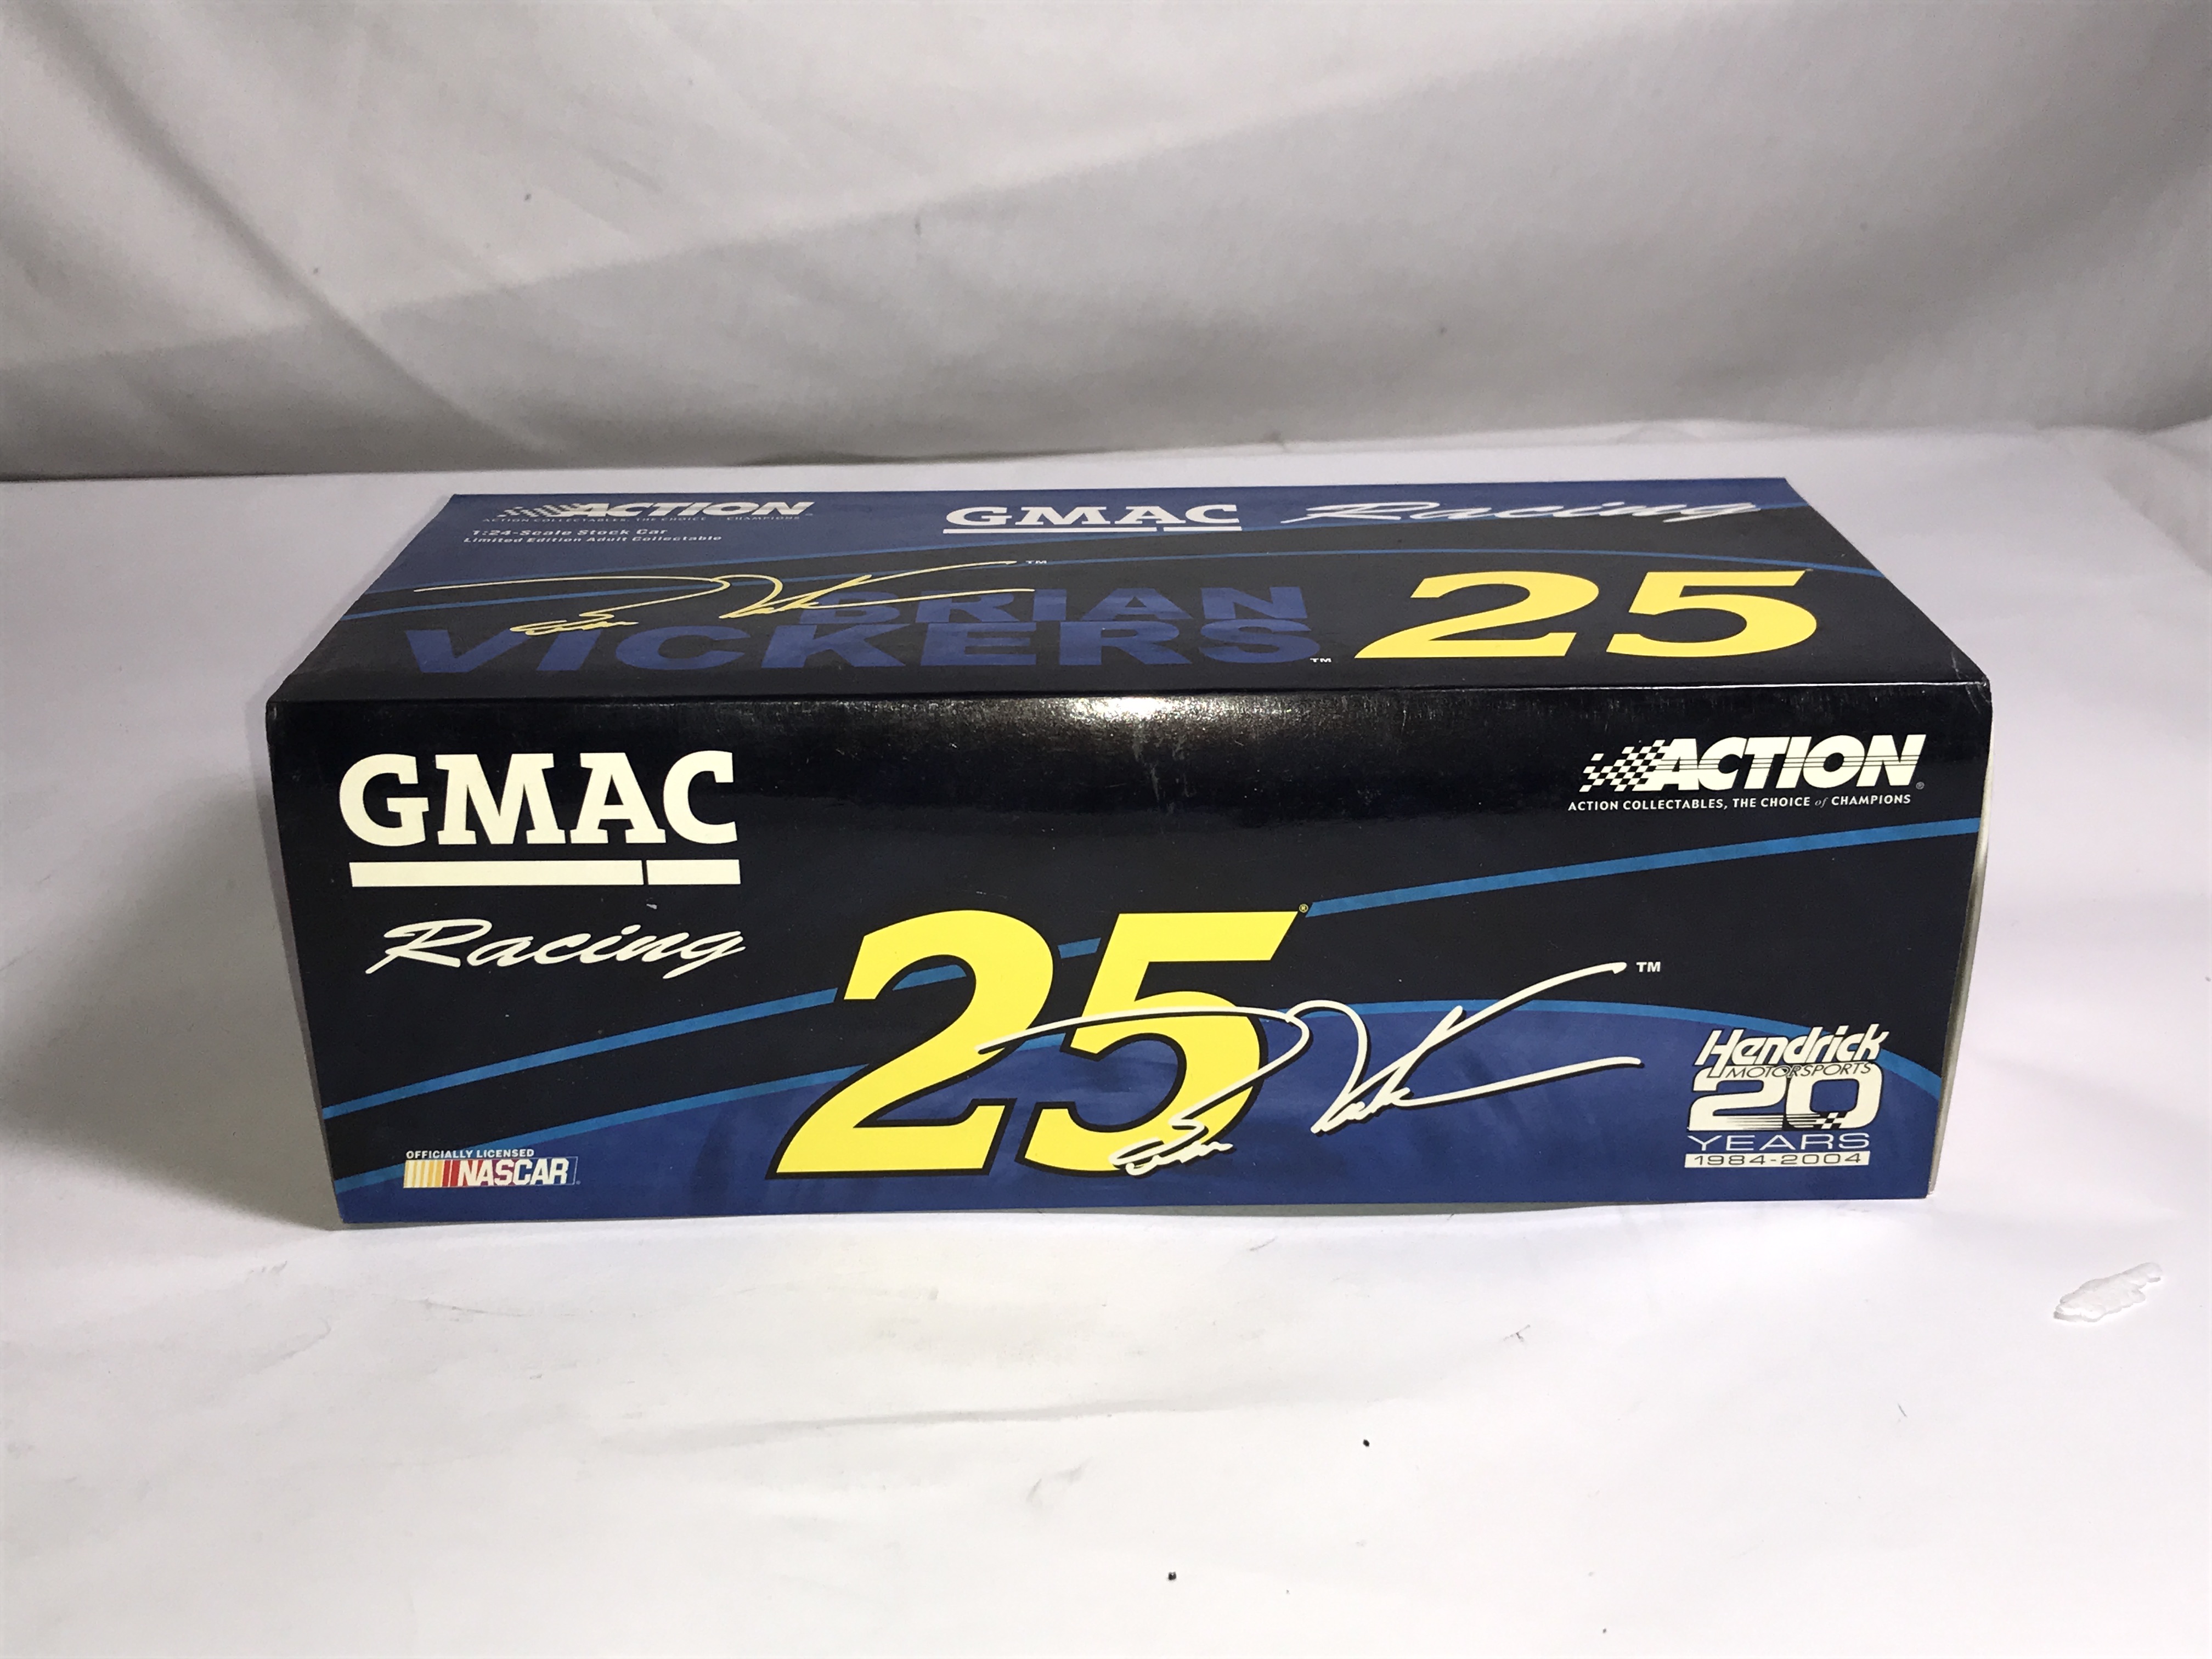 ACTION
ACTION COLLECTABLES, THE CHOICE of CHAMPIONS
1:24-Scale Stock Car
Limited Edition Adult Collectable
GMAC Racing
™
BRIAN
VICKERS™
25
GMAC
Racing
ACTION®
ACTION COLLECTABLES, THE CHOICE of CHAMPIONS
25®
™
OFFICIALLY LICENSED
NASCAR
Hendrick
MOTORSPORTS
20
YEARS
1984-2004